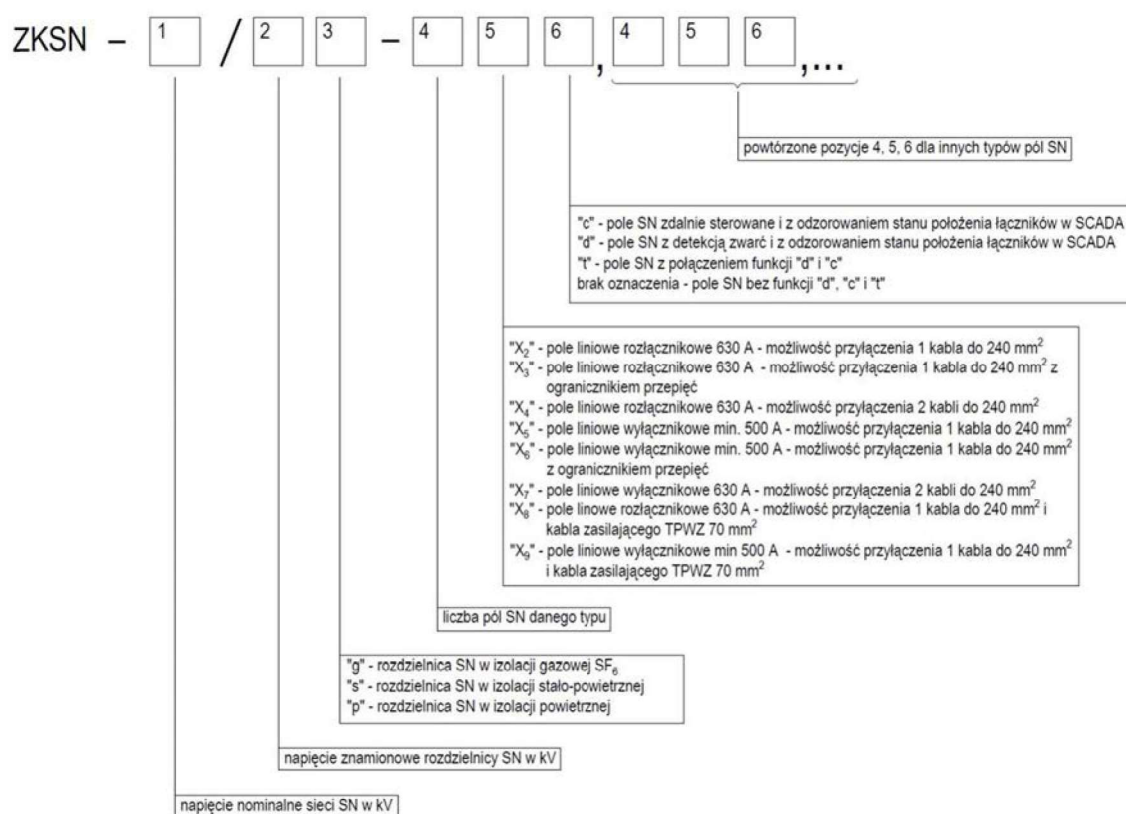 ZKSN – 1 / 2 3 – 4 5 6 , 4 5 6 ,...
powtórzone pozycje 4, 5, 6 dla innych typów pól SN
"c" - pole SN zdalnie sterowane i z odzorowaniem stanu położenia łączników w SCADA
"d" - pole SN z detekcją zwarć i z odzorowaniem stanu położenia łączników w SCADA
"t" - pole SN z połączeniem funkcji "d" i "c"
brak oznaczenia - pole SN bez funkcji "d", "c" i "t"
"X₂" - pole liniowe rozłącznikowe 630 A - możliwość przyłączenia 1 kabla do 240 mm²
"X₃" - pole liniowe rozłącznikowe 630 A - możliwość przyłączenia 1 kabla do 240 mm² z
ogranicznikiem przepięć
"X₄" - pole liniowe rozłącznikowe 630 A - możliwość przyłączenia 2 kabli do 240 mm²
"X₅" - pole liniowe wyłącznikowe min. 500 A - możliwość przyłączenia 1 kabla do 240 mm²
"X₆" - pole liniowe wyłącznikowe min. 500 A - możliwość przyłączenia 1 kabla do 240 mm²
z ogranicznikiem przepięć
"X₇" - pole liniowe wyłącznikowe 630 A - możliwość przyłączenia 2 kabli do 240 mm²
"X₈" - pole linowe rozłącznikowe 630 A - możliwość przyłączenia 1 kabla do 240 mm² i
kabla zasilającego TPWZ 70 mm²
"X₉" - pole liniowe wyłącznikowe min 500 A - możliwość przyłączenia 1 kabla do 240 mm²
i kabla zasilającego TPWZ 70 mm²
liczba pól SN danego typu
"g" - rozdzielnica SN w izolacji gazowej SF₆
"s" - rozdzielnica SN w izolacji stało-powietrznej
"p" - rozdzielnica SN w izolacji powietrznej
napięcie znamionowe rozdzielnicy SN w kV
napięcie nominalne sieci SN w kV